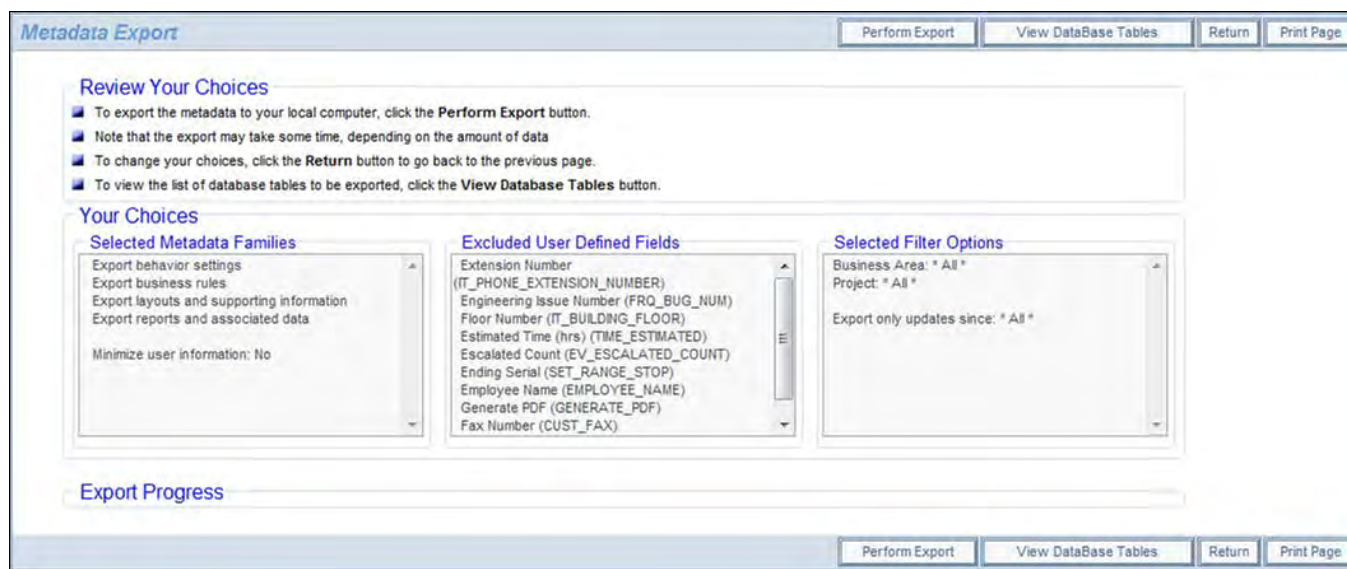 Metadata Export
Perform Export
View DataBase Tables
Return
Print Page
Review Your Choices
To export the metadata to your local computer, click the Perform Export button.
Note that the export may take some time, depending on the amount of data
To change your choices, click the Return button to go back to the previous page.
To view the list of database tables to be exported, click the View Database Tables button.
Your Choices
Selected Metadata Families
Export behavior settings
Export business rules
Export layouts and supporting information
Export reports and associated data
Minimize user information: No
Excluded User Defined Fields
Extension Number
(IT_PHONE_EXTENSION_NUMBER)
Engineering Issue Number (FRQ_BUG_NUM)
Floor Number (IT_BUILDING_FLOOR)
Estimated Time (hrs) (TIME_ESTIMATED)
Escalated Count (EV_ESCALATED_COUNT)
Ending Serial (SET_RANGE_STOP)
Employee Name (EMPLOYEE_NAME)
Generate PDF (GENERATE_PDF)
Fax Number (CUST_FAX)
Selected Filter Options
Business Area: * All *
Project: * All *
Export only updates since: * All *
Export Progress
Perform Export
View DataBase Tables
Return
Print Page